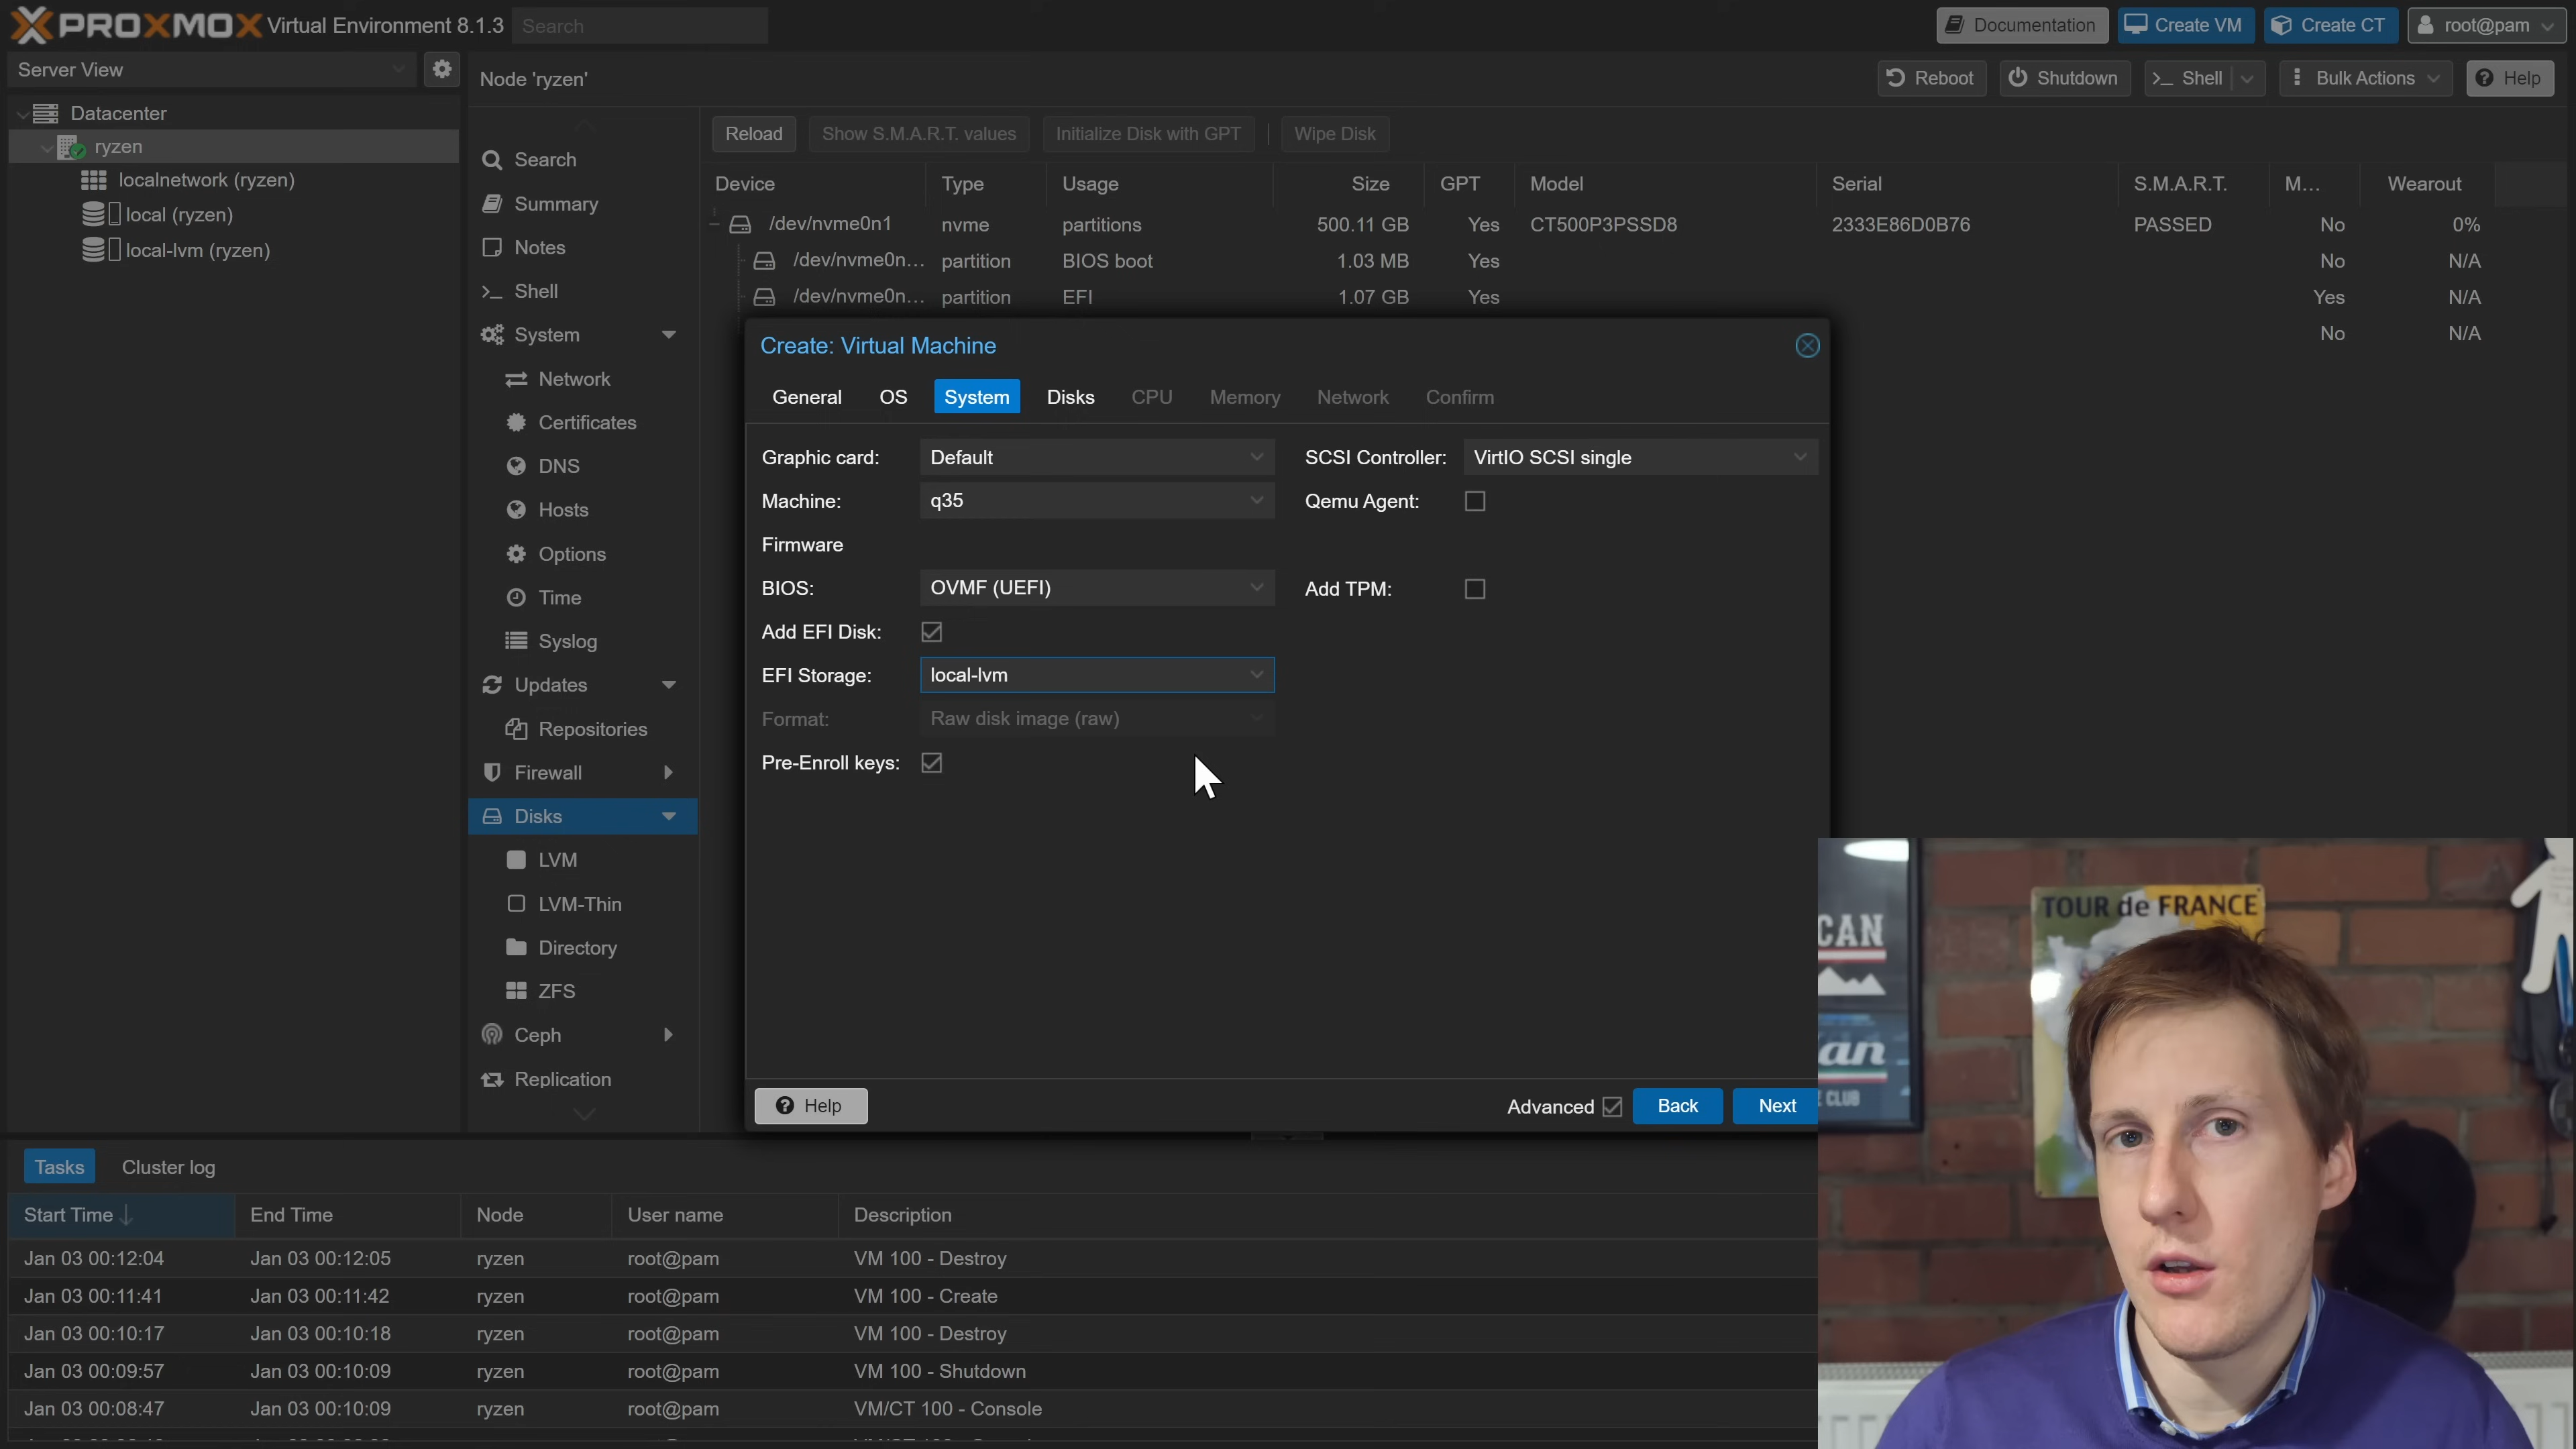 PROXMOX Virtual Environment 8.1.3 Search Documentation Create VM Create CT root@pam
Server View
Node 'ryzen' Reboot Shutdown >_ Shell Bulk Actions Help
Datacenter
ryzen
localnetwork (ryzen)
local (ryzen)
local-lvm (ryzen)
Search
Summary
Notes
>_ Shell
System
Network
Certificates
DNS
Hosts
Options
Time
Syslog
Updates
Repositories
Firewall
Disks
LVM
LVM-Thin
Directory
ZFS
Ceph
Replication
Reload Show S.M.A.R.T. values Initialize Disk with GPT Wipe Disk
Device Type Usage Size GPT Model Serial S.M.A.R.T. M... Wearout
/dev/nvme0n1 nvme partitions 500.11 GB Yes CT500P3PSSD8 2333E86D0B76 PASSED No 0%
/dev/nvme0n... partition BIOS boot 1.03 MB Yes No N/A
/dev/nvme0n... partition EFI 1.07 GB Yes Yes N/A
No N/A
Create: Virtual Machine
General OS System Disks CPU Memory Network Confirm
Graphic card: Default SCSI Controller: VirtIO SCSI single
Machine: q35 Qemu Agent:
Firmware
BIOS: OVMF (UEFI) Add TPM:
Add EFI Disk:
EFI Storage: local-lvm
Format: Raw disk image (raw)
Pre-Enroll keys:
Help Advanced Back Next
Tasks Cluster log
Start Time End Time Node User name Description
Jan 03 00:12:04 Jan 03 00:12:05 ryzen root@pam VM 100 - Destroy
Jan 03 00:11:41 Jan 03 00:11:42 ryzen root@pam VM 100 - Create
Jan 03 00:10:17 Jan 03 00:10:18 ryzen root@pam VM 100 - Destroy
Jan 03 00:09:57 Jan 03 00:10:09 ryzen root@pam VM 100 - Shutdown
Jan 03 00:08:47 Jan 03 00:10:09 ryzen root@pam VM/CT 100 - Console
TOUR de FRANCE
CAN
an
E CLUB